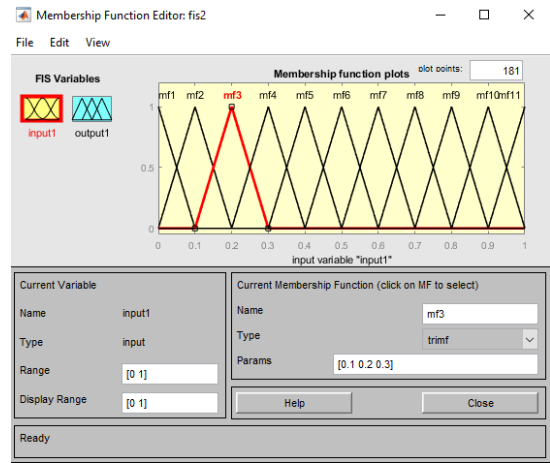 Membership Function Editor: fis2
File Edit View
FIS Variables
input1 output1
Membership function plots plot points: 181
mf1 mf2 mf3 mf4 mf5 mf6 mf7 mf8 mf9 mf10 mf11
1
0.5
0
0 0.1 0.2 0.3 0.4 0.5 0.6 0.7 0.8 0.9 1
input variable "input1"
Current Variable
Name input1
Type input
Range [0 1]
Display Range [0 1]
Current Membership Function (click on MF to select)
Name mf3
Type trimf
Params [0.1 0.2 0.3]
Help Close
Ready